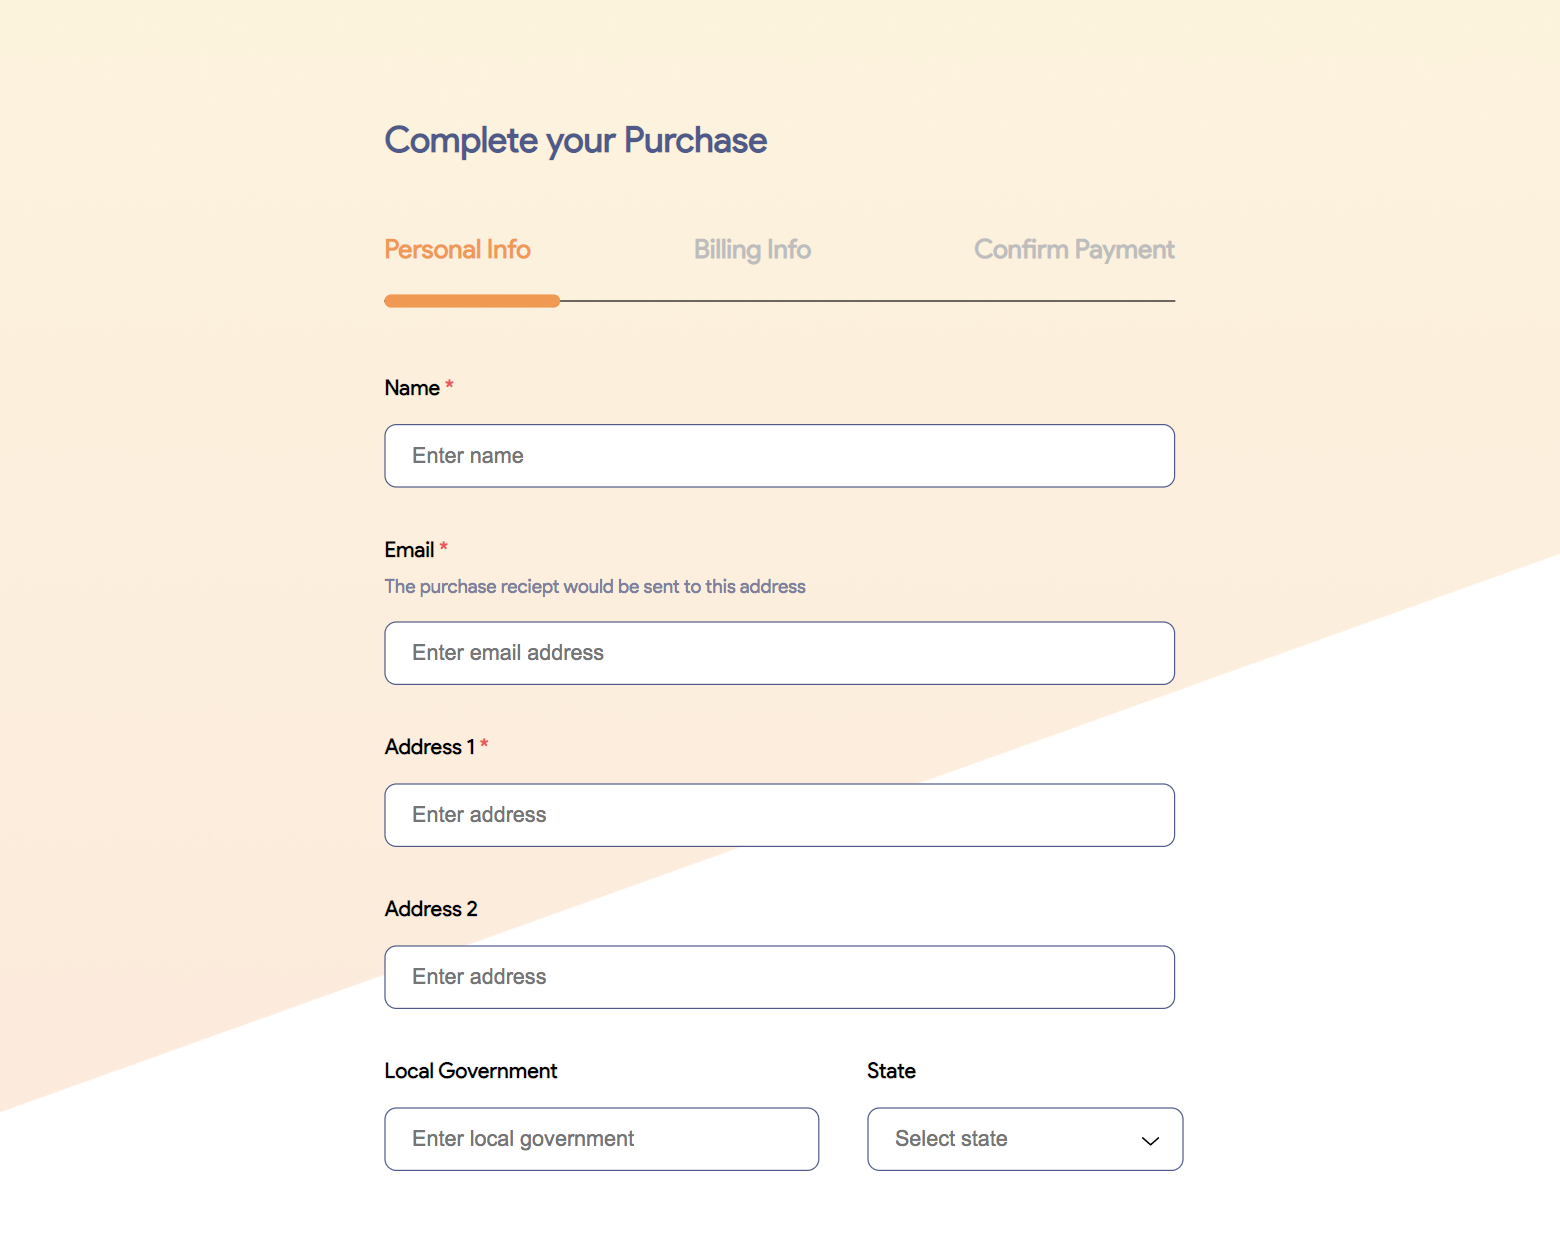 Complete your Purchase
Personal Info Billing Info Confirm Payment
Name *
Enter name
Email *
The purchase reciept would be sent to this address
Enter email address
Address 1 *
Enter address
Address 2
Enter address
Local Government State
Enter local government Select state